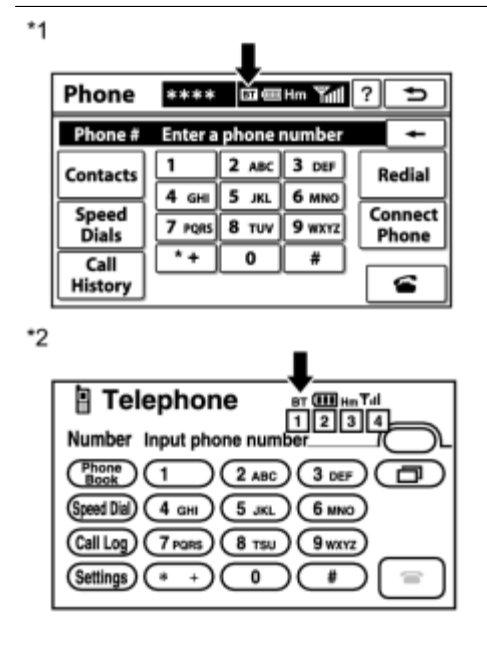 *1
Phone **** BT Hm ?
Phone # Enter a phone number
Contacts 1 2 ABC 3 DEF Redial
4 GHI 5 JKL 6 MNO
Speed Dials 7 PQRS 8 TUV 9 WXYZ Connect Phone
Call History * + 0 #
*2
Telephone BT Hm
1 2 3 4
Number Input phone number
Phone Book 1 2 ABC 3 DEF
Speed Dial 4 GHI 5 JKL 6 MNO
Call Log 7 PQRS 8 TSU 9 WXYZ
Settings * + 0 #